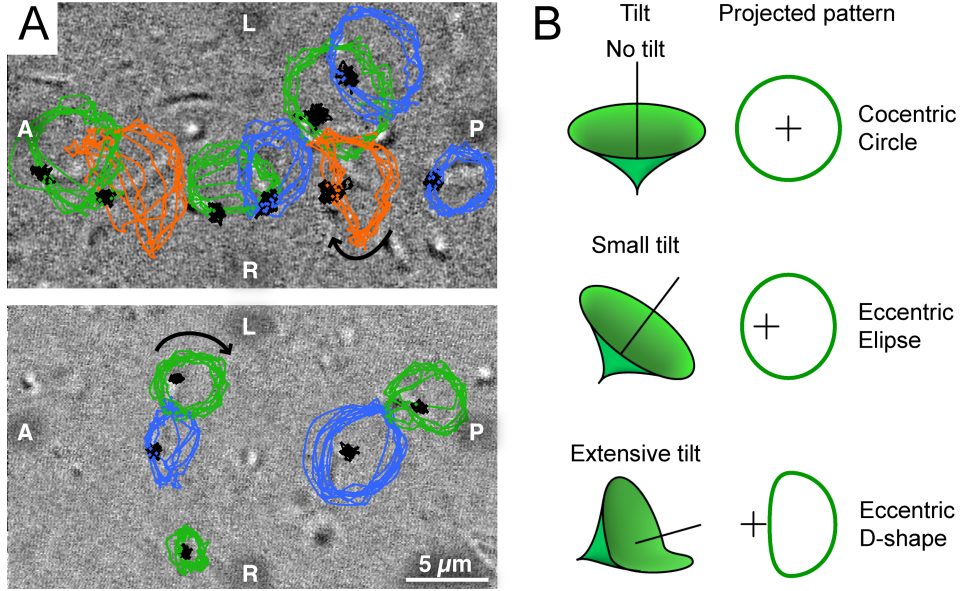 A
L
A
P
R
L
A
P
R
5 µm
B
Tilt
Projected pattern
No tilt
Cocentric
Circle
Small tilt
Eccentric
Elipse
Extensive tilt
Eccentric
D-shape